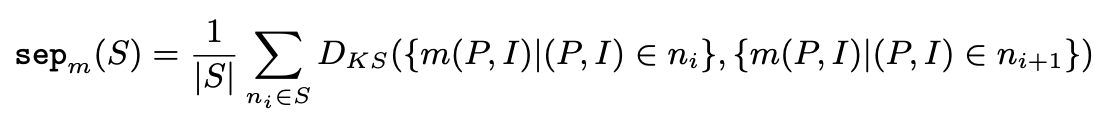 sep_m(S) = \frac{1}{|S|} \sum_{n_i \in S} D_{KS}(\{m(P, I)|(P, I) \in n_i\}, \{m(P, I)|(P, I) \in n_{i+1}\})